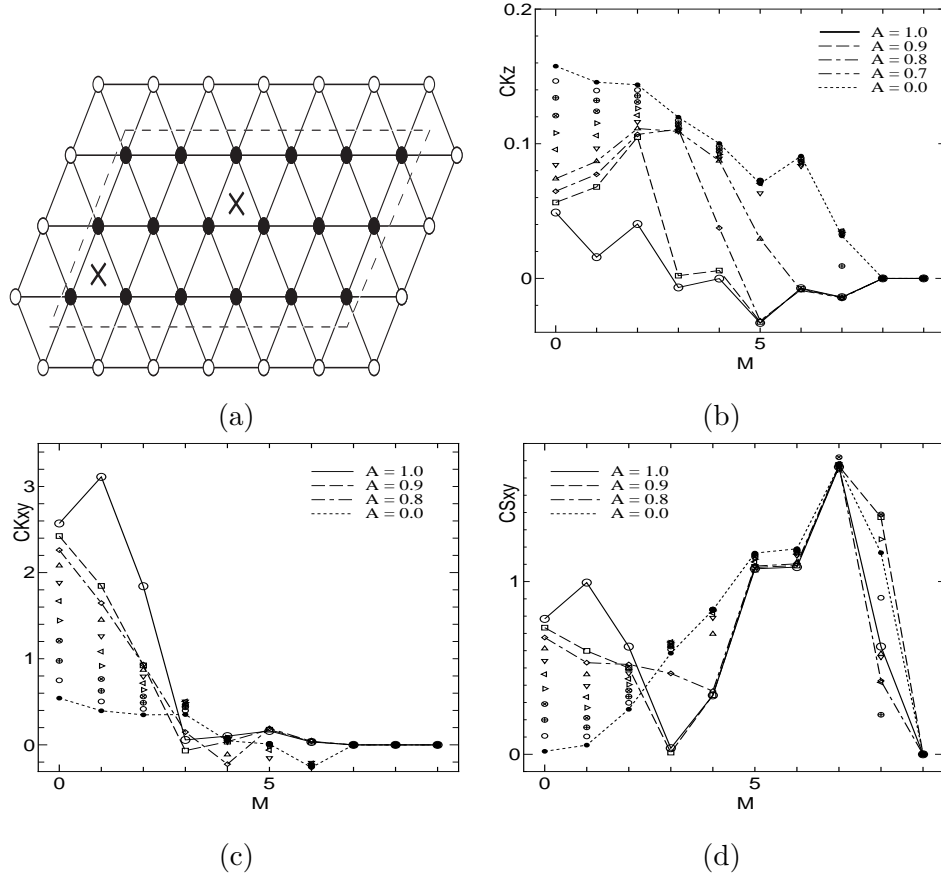 0.2
A = 1.0
A = 0.9
A = 0.8
A = 0.7
A = 0.0
CKz
0.1
0
0
5
M
(a)
(b)
3
A = 1.0
A = 0.9
A = 0.8
A = 0.0
CKxy
2
1
0
0
5
M
A = 1.0
A = 0.9
A = 0.8
A = 0.0
CSxy
1
0
0
5
M
(c)
(d)